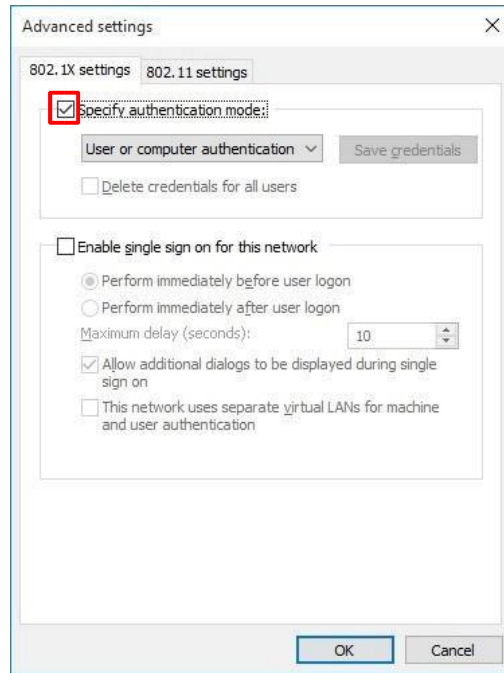 Advanced settings
802.1X settings
802.11 settings
Specify authentication mode:
User or computer authentication
Save credentials
Delete credentials for all users
Enable single sign on for this network
Perform immediately before user logon
Perform immediately after user logon
Maximum delay (seconds):
10
Allow additional dialogs to be displayed during single
sign on
This network uses separate virtual LANs for machine
and user authentication
OK
Cancel